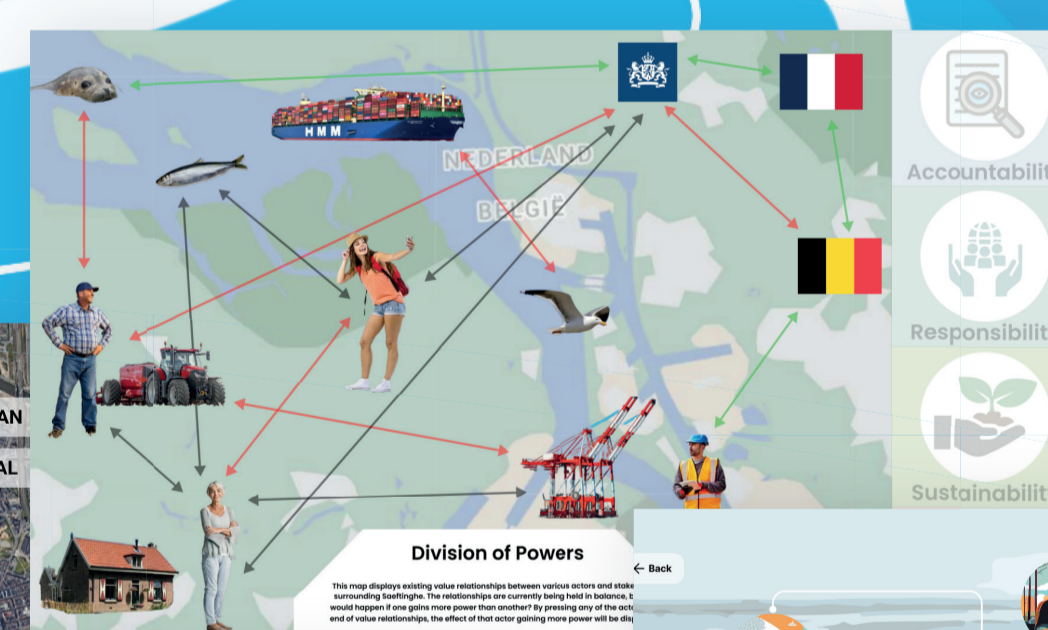 HMM
NEDERLAND
BELGIË
AN
AL
Accountabilit
Responsibilit
Sustainabilit
Division of Powers
This map displays existing value relationships between various actors and stake
surrounding Saeftinghe. The relationships are currently being held in balance, b
would happen if one gains more power than another? By pressing any of the acto
end of value relationships, the effect of that actor gaining more power will be disp
← Back